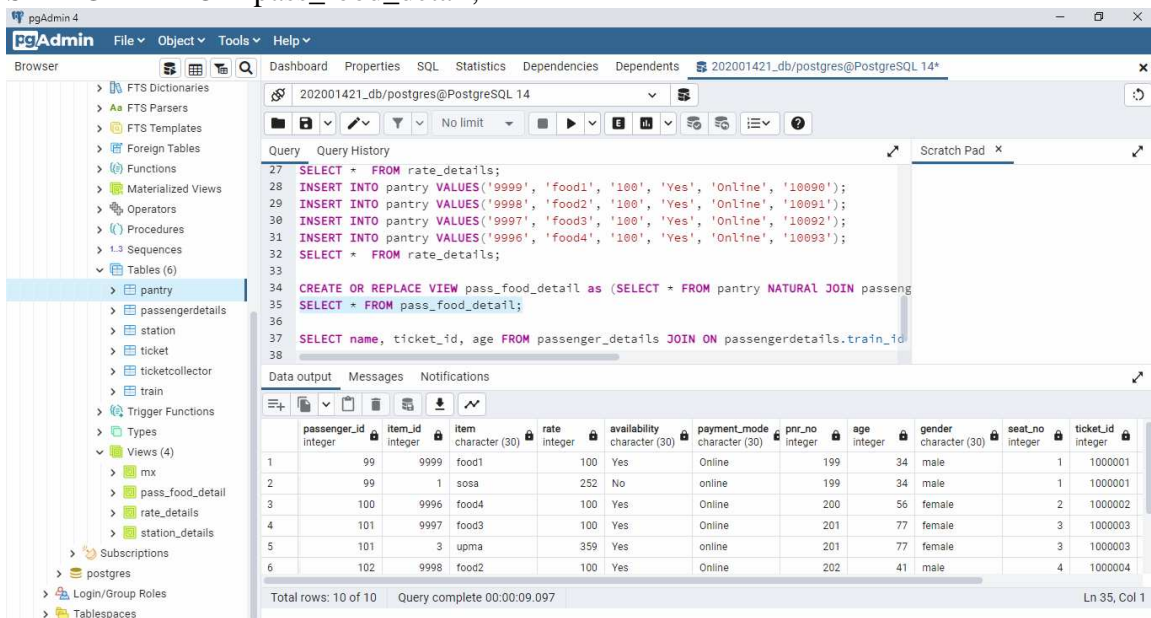 pgAdmin 4
pgAdmin File Object Tools Help
Browser Dashboard Properties SQL Statistics Dependencies Dependents 202001421_db/postgres@PostgreSQL 14*
FTS Dictionaries
FTS Parsers
FTS Templates
Foreign Tables
Functions
Materialized Views
Operators
Procedures
1..3 Sequences
Tables (6)
pantry
passengerdetails
station
ticket
ticketcollector
train
Trigger Functions
Types
Views (4)
mx
pass_food_detail
rate_details
station_details
Subscriptions
postgres
Login/Group Roles
Tablespaces
202001421_db/postgres@PostgreSQL 14
No limit
Query Query History Scratch Pad
27 SELECT * FROM rate_details;
28 INSERT INTO pantry VALUES('9999', 'food1', '100', 'Yes', 'Online', '10090');
29 INSERT INTO pantry VALUES('9998', 'food2', '100', 'Yes', 'Online', '10091');
30 INSERT INTO pantry VALUES('9997', 'food3', '100', 'Yes', 'Online', '10092');
31 INSERT INTO pantry VALUES('9996', 'food4', '100', 'Yes', 'Online', '10093');
32 SELECT * FROM rate_details;
33
34 CREATE OR REPLACE VIEW pass_food_detail as (SELECT * FROM pantry NATURAL JOIN passeng
35 SELECT * FROM pass_food_detail;
36
37 SELECT name, ticket_id, age FROM passenger_details JOIN ON passengerdetails.train_id
38
Data output Messages Notifications
passenger_id item_id item rate availability payment_mode pnr_no age gender seat_no ticket_id
integer integer character (30) integer character (30) character (30) integer integer character (30) integer integer
1 99 9999 food1 100 Yes Online 199 34 male 1 1000001
2 99 1 sosa 252 No online 199 34 male 1 1000001
3 100 9996 food4 100 Yes Online 200 56 female 2 1000002
4 101 9997 food3 100 Yes Online 201 77 female 3 1000003
5 101 3 upma 359 Yes online 201 77 female 3 1000003
6 102 9998 food2 100 Yes Online 202 41 male 4 1000004
Total rows: 10 of 10 Query complete 00:00:09.097 Ln 35, Col 1